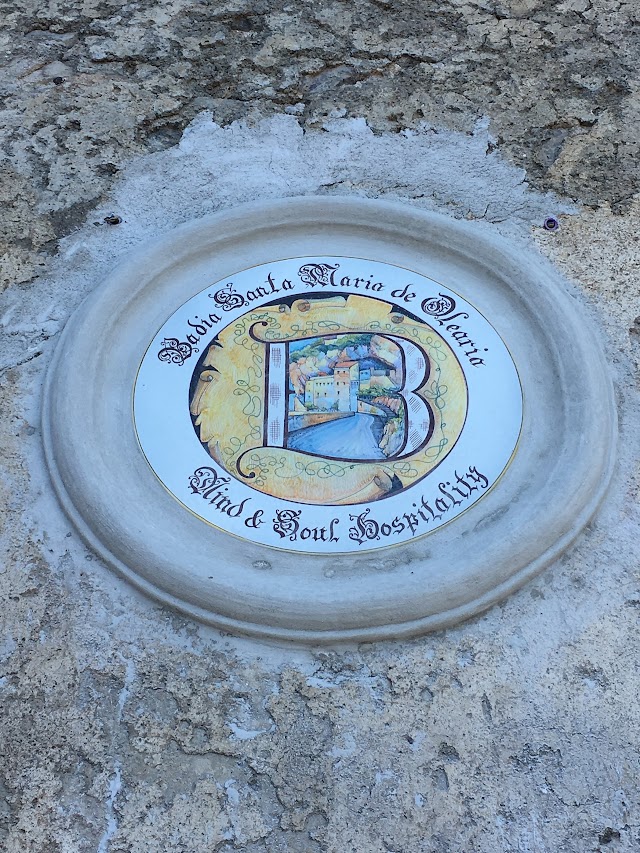 Badia Santa Maria de Olearia
B
Mind & Soul Hospitality